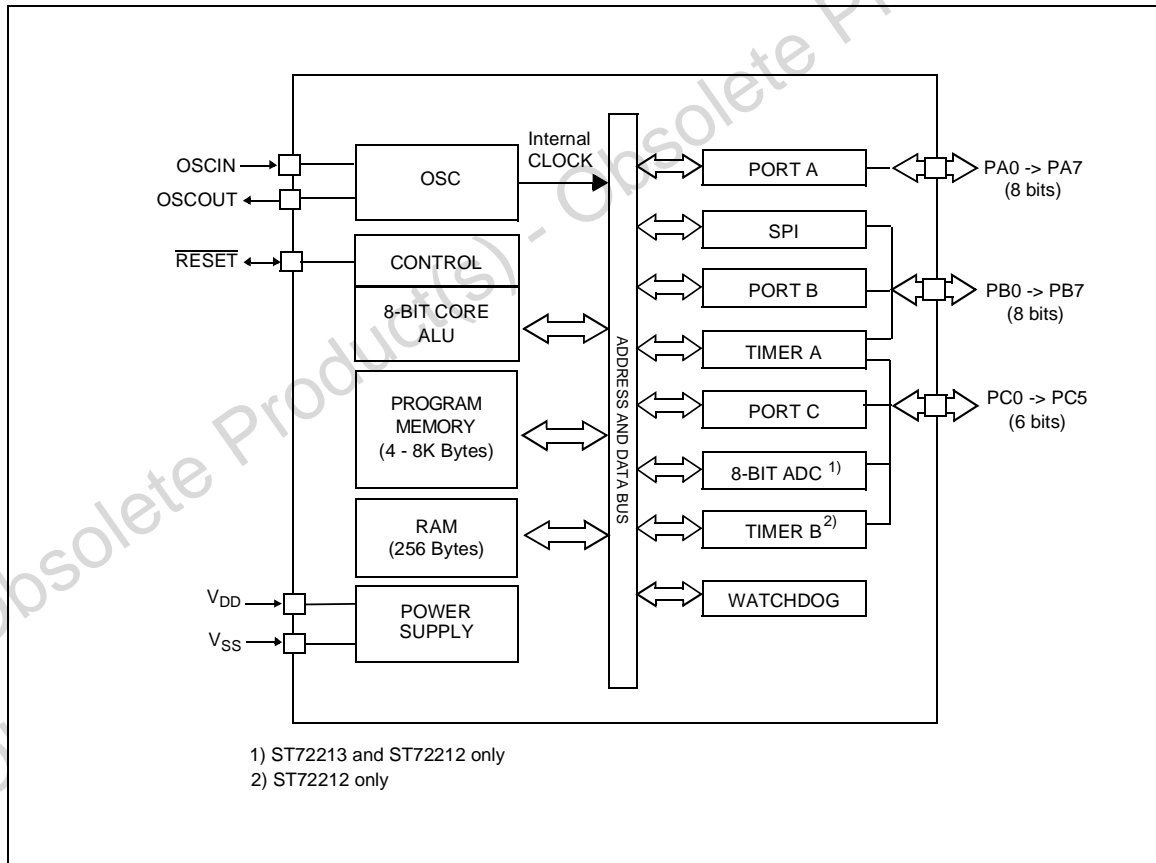 Obsolete Product(s) - Obsolete Pr
OSCIN
OSCOUT
RESET
OSC
Internal
CLOCK
CONTROL
8-BIT CORE
ALU
PROGRAM
MEMORY
(4 - 8K Bytes)
RAM
(256 Bytes)
VDD
VSS
POWER
SUPPLY
ADDRESS AND DATA BUS
PORT A
SPI
PORT B
TIMER A
PORT C
8-BIT ADC 1)
TIMER B2)
WATCHDOG
PA0 -> PA7
(8 bits)
PB0 -> PB7
(8 bits)
PC0 -> PC5
(6 bits)
1) ST72213 and ST72212 only
2) ST72212 only